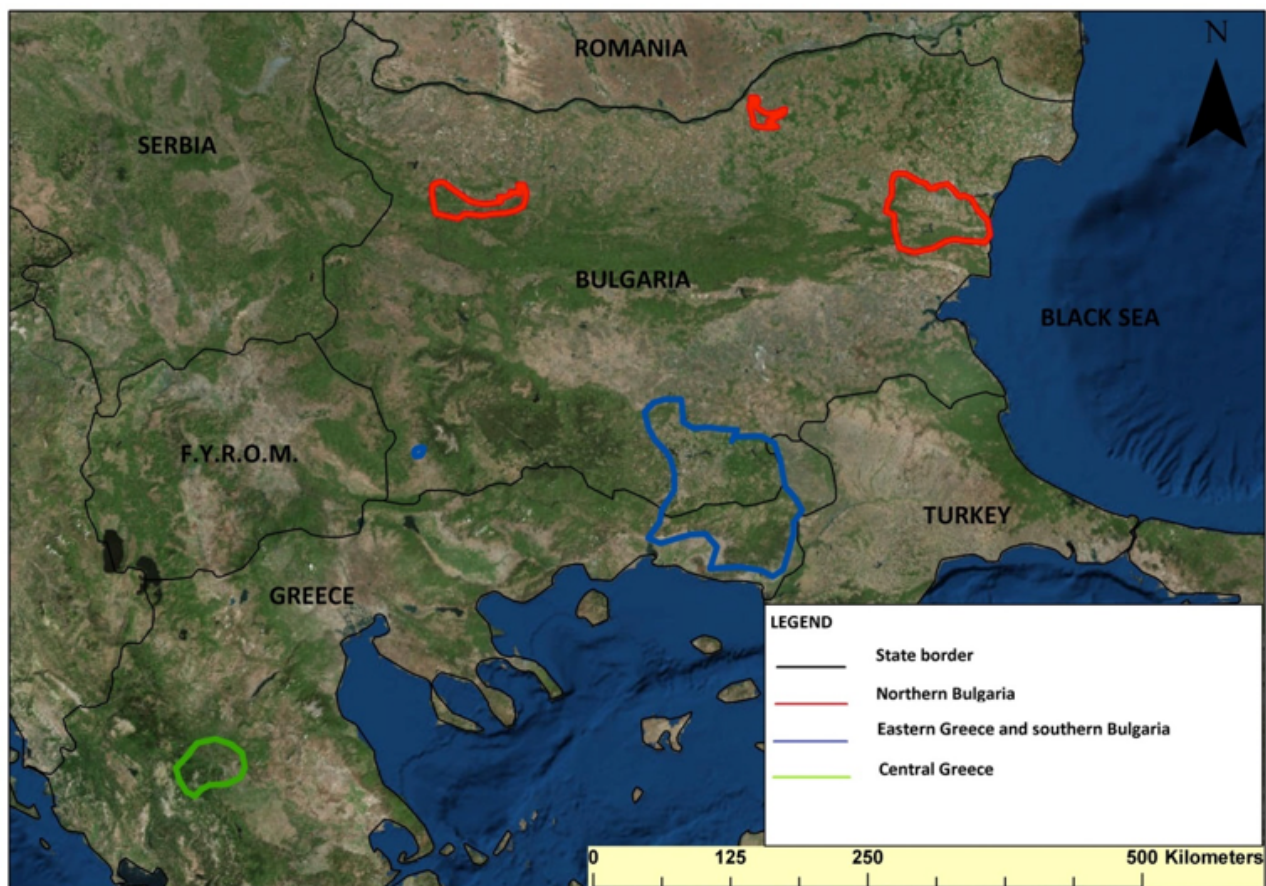 ROMANIA
N
SERBIA
BULGARIA
BLACK SEA
F.Y.R.O.M.
TURKEY
GREECE
LEGEND
State border
Northern Bulgaria
Eastern Greece and southern Bulgaria
Central Greece
0 125 250 500 Kilometers